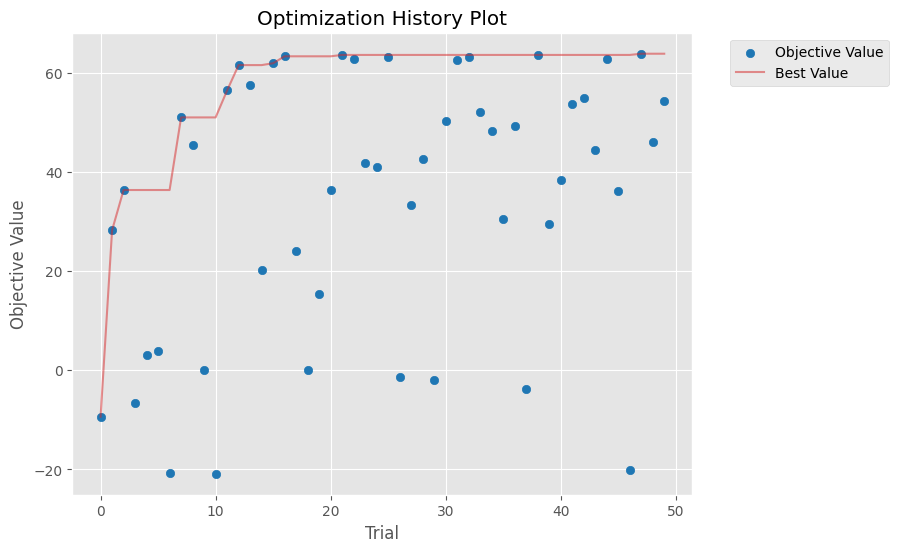 Optimization History Plot
Objective Value
Best Value
Objective Value
60
40
20
0
−20
0 10 20 30 40 50
Trial